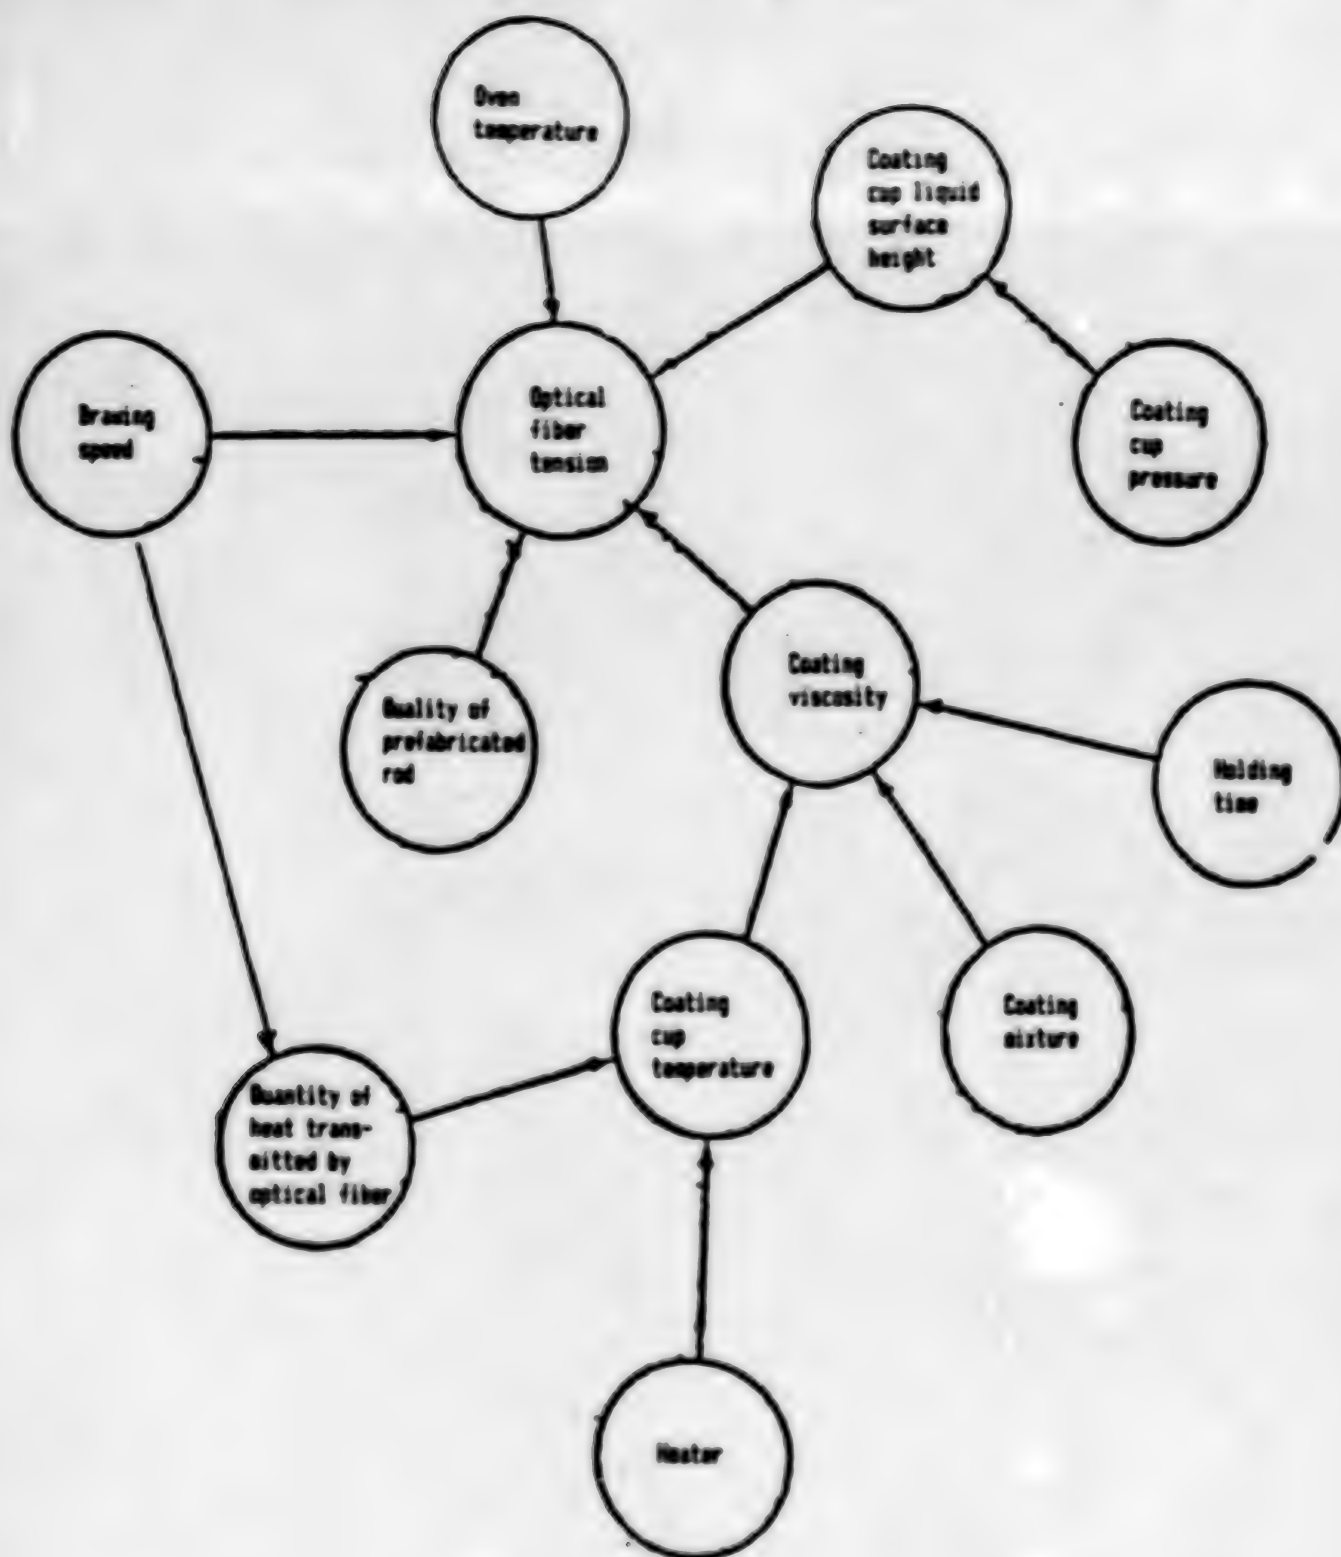 Oven
temperature
Coating
cup liquid
surface
height
Drawing
speed
Optical
fiber
tension
Coating
cup
pressure
Coating
viscosity
Quality of
prefabricated
rod
Holding
time
Coating
cup
temperature
Coating
mixture
Quantity of
heat trans-
mitted by
optical fiber
Heater